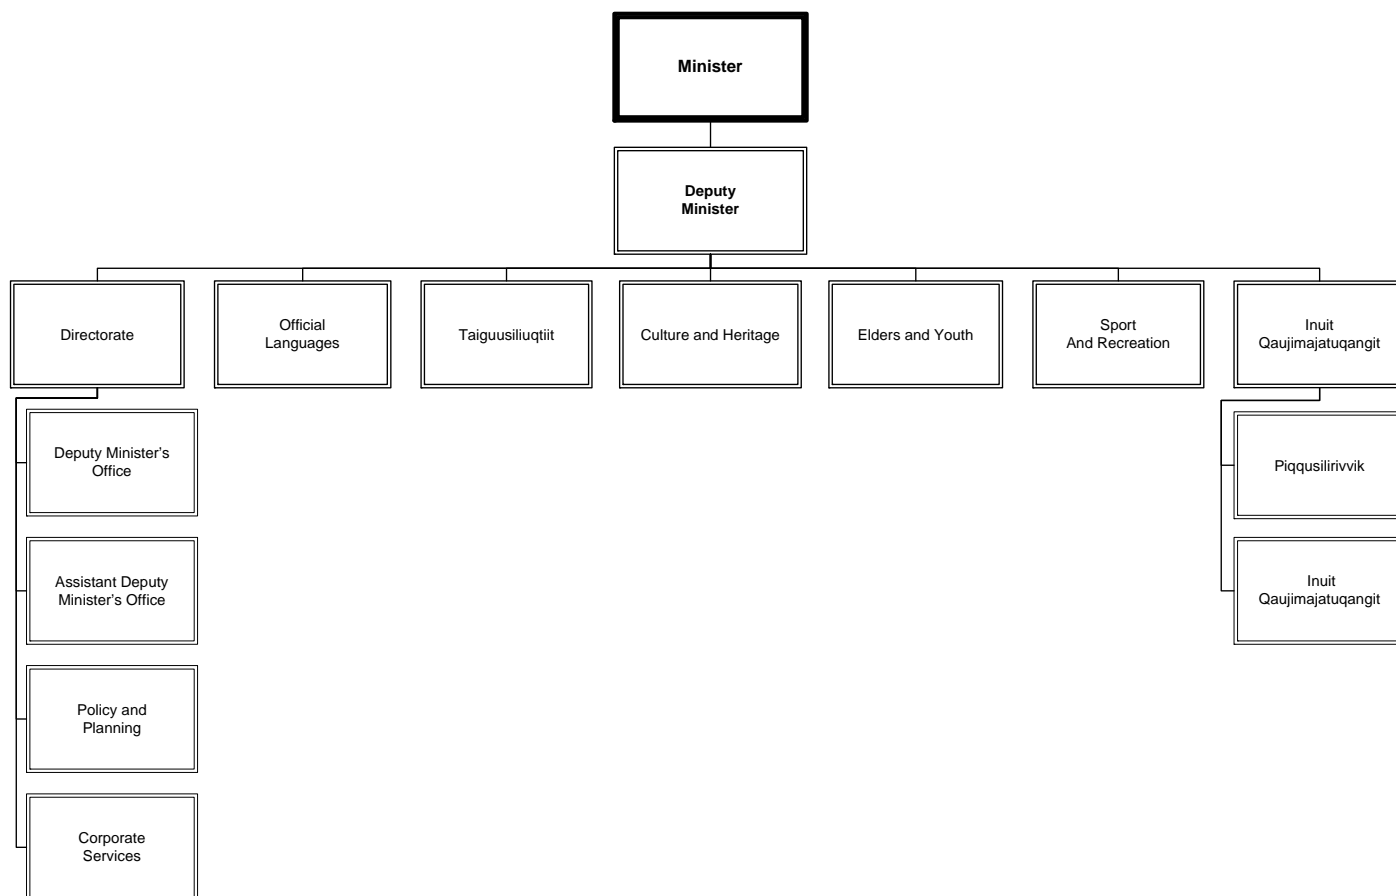 Minister
Deputy
Minister
Directorate
Official
Languages
Taiguusiliuqtiit
Culture and Heritage
Elders and Youth
Sport
And Recreation
Inuit
Qaujimajatuqangit
Deputy Minister’s
Office
Piqqusilirivvik
Assistant Deputy
Minister’s Office
Inuit
Qaujimajatuqangit
Policy and
Planning
Corporate
Services